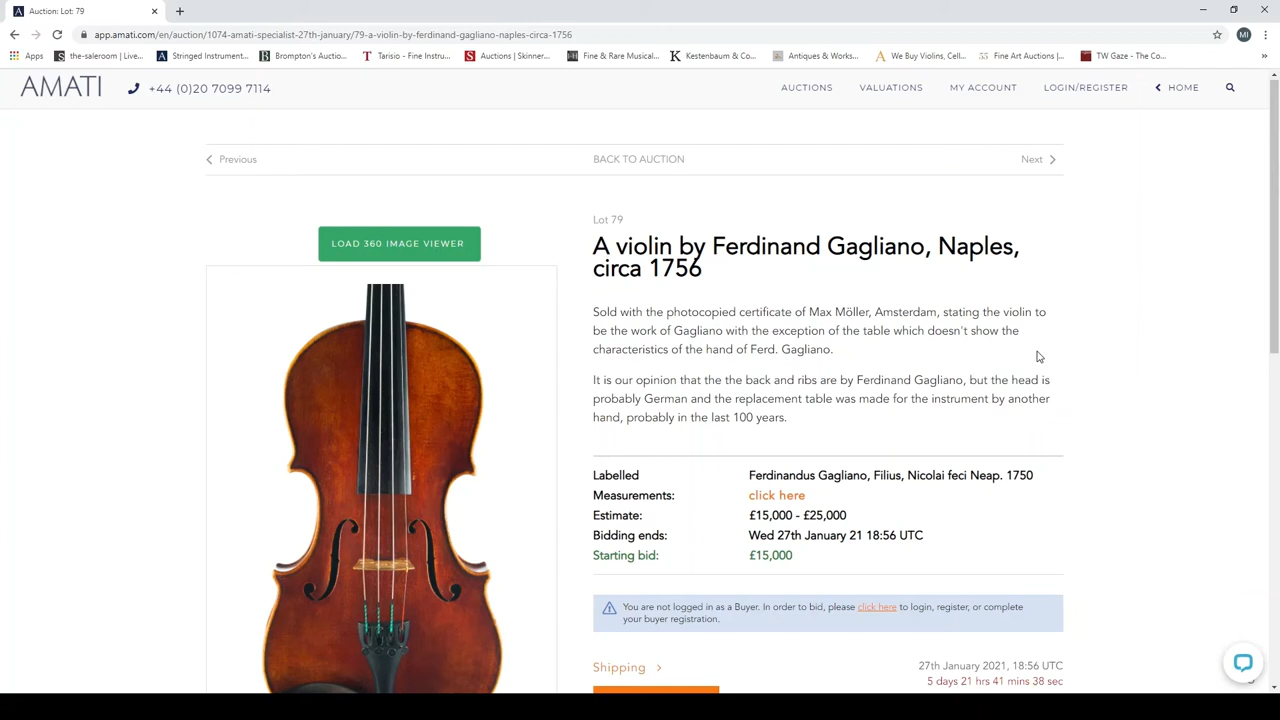 Auction: Lot: 79
app.amati.com/en/auction/1074-amati-specialist-27th-january/79-a-violin-by-ferdinand-gagliano-naples-circa-1756
MI
Apps
the-saleroom | Live...
Stringed Instrument...
Brompton's Auctio...
Tarisio - Fine Instru...
Auctions | Skinner...
Fine & Rare Musical...
Kestenbaum & Co...
Antiques & Works...
We Buy Violins, Cell...
Fine Art Auctions |...
TW Gaze - The Co...
AMATI
+44 (0)20 7099 7114
AUCTIONS
VALUATIONS
MY ACCOUNT
LOGIN/REGISTER
HOME
Previous
BACK TO AUCTION
Next
LOAD 360 IMAGE VIEWER
Lot 79
A violin by Ferdinand Gagliano, Naples,
circa 1756
Sold with the photocopied certificate of Max Möller, Amsterdam, stating the violin to
be the work of Gagliano with the exception of the table which doesn't show the
characteristics of the hand of Ferd. Gagliano.
It is our opinion that the the back and ribs are by Ferdinand Gagliano, but the head is
probably German and the replacement table was made for the instrument by another
hand, probably in the last 100 years.
Labelled Ferdinandus Gagliano, Filius, Nicolai feci Neap. 1750
Measurements: click here
Estimate: £15,000 - £25,000
Bidding ends: Wed 27th January 21 18:56 UTC
Starting bid: £15,000
You are not logged in as a Buyer. In order to bid, please click here to login, register, or complete
your buyer registration.
Shipping
27th January 2021, 18:56 UTC
5 days 21 hrs 41 mins 38 sec